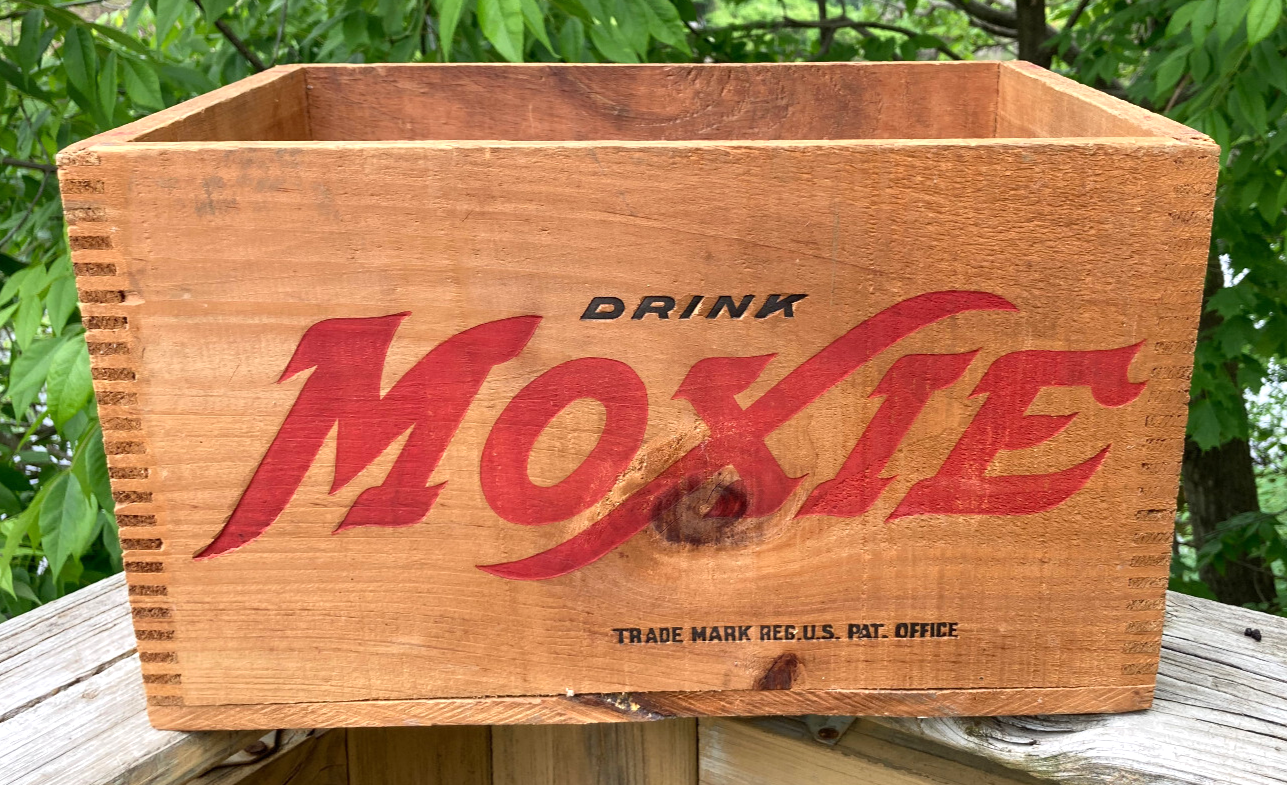 DRINK
MOXIE
TRADE MARK REG.U.S. PAT. OFFICE